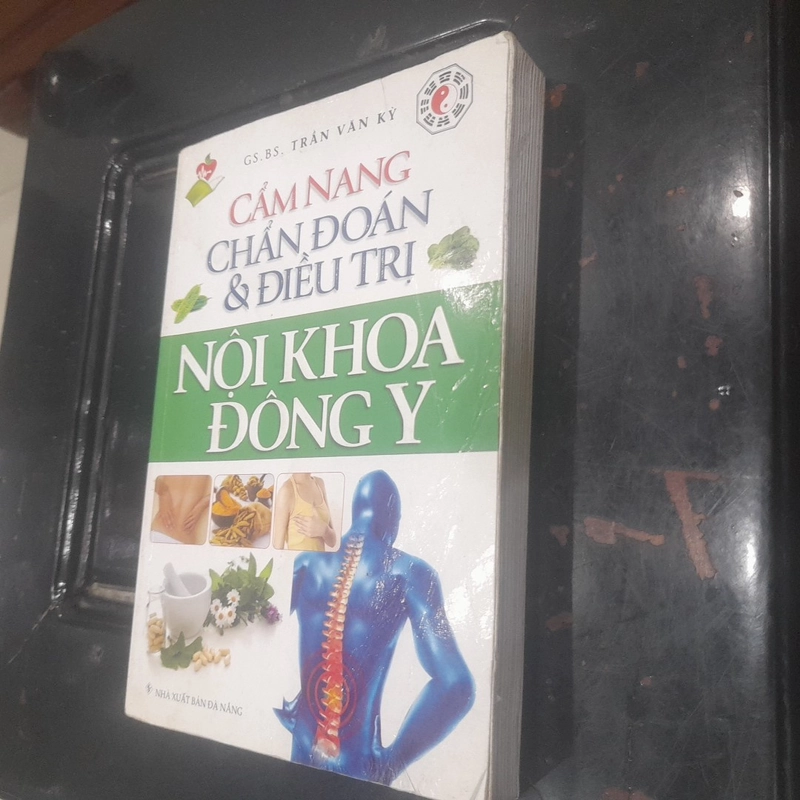 GS.BS. TRẦN VĂN KỲ
CẨM NANG
CHẨN ĐOÁN
& ĐIỀU TRỊ
NỘI KHOA
ĐÔNG Y
NHÀ XUẤT BẢN ĐÀ NẴNG